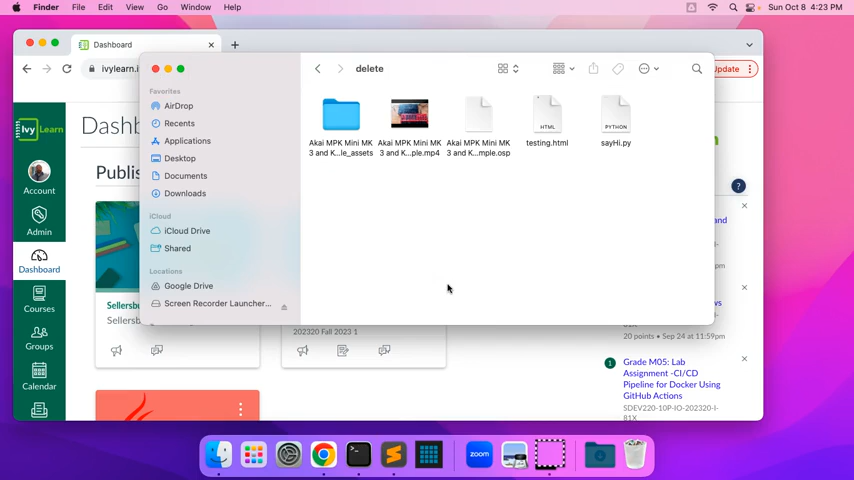 Finder File Edit View Go Window Help
Sun Oct 8 4:23 PM
Dashboard
ivylearn.i
Update
delete
Favorites
AirDrop
Recents
Applications
Desktop
Documents
Downloads
iCloud
iCloud Drive
Shared
Locations
Google Drive
Screen Recorder Launcher...
HTML
PYTHON
Akai MPK Mini MK
3 and K...le_assets
Akai MPK Mini MK
3 and K...ple.mp4
Akai MPK Mini MK
3 and K...mple.osp
testing.html
sayHi.py
Ivy Learn
Account
Admin
Dashboard
Courses
Groups
Calendar
Dashb
Publis
Sellersbu
Sellersbu
202320 Fall 2023 1
?
and
ws
81X
20 points • Sep 24 at 11:59pm
1
Grade M05: Lab
Assignment -CI/CD
Pipeline for Docker Using
GitHub Actions
SDEV220-10P-IO-202320-I-
81X
zoom